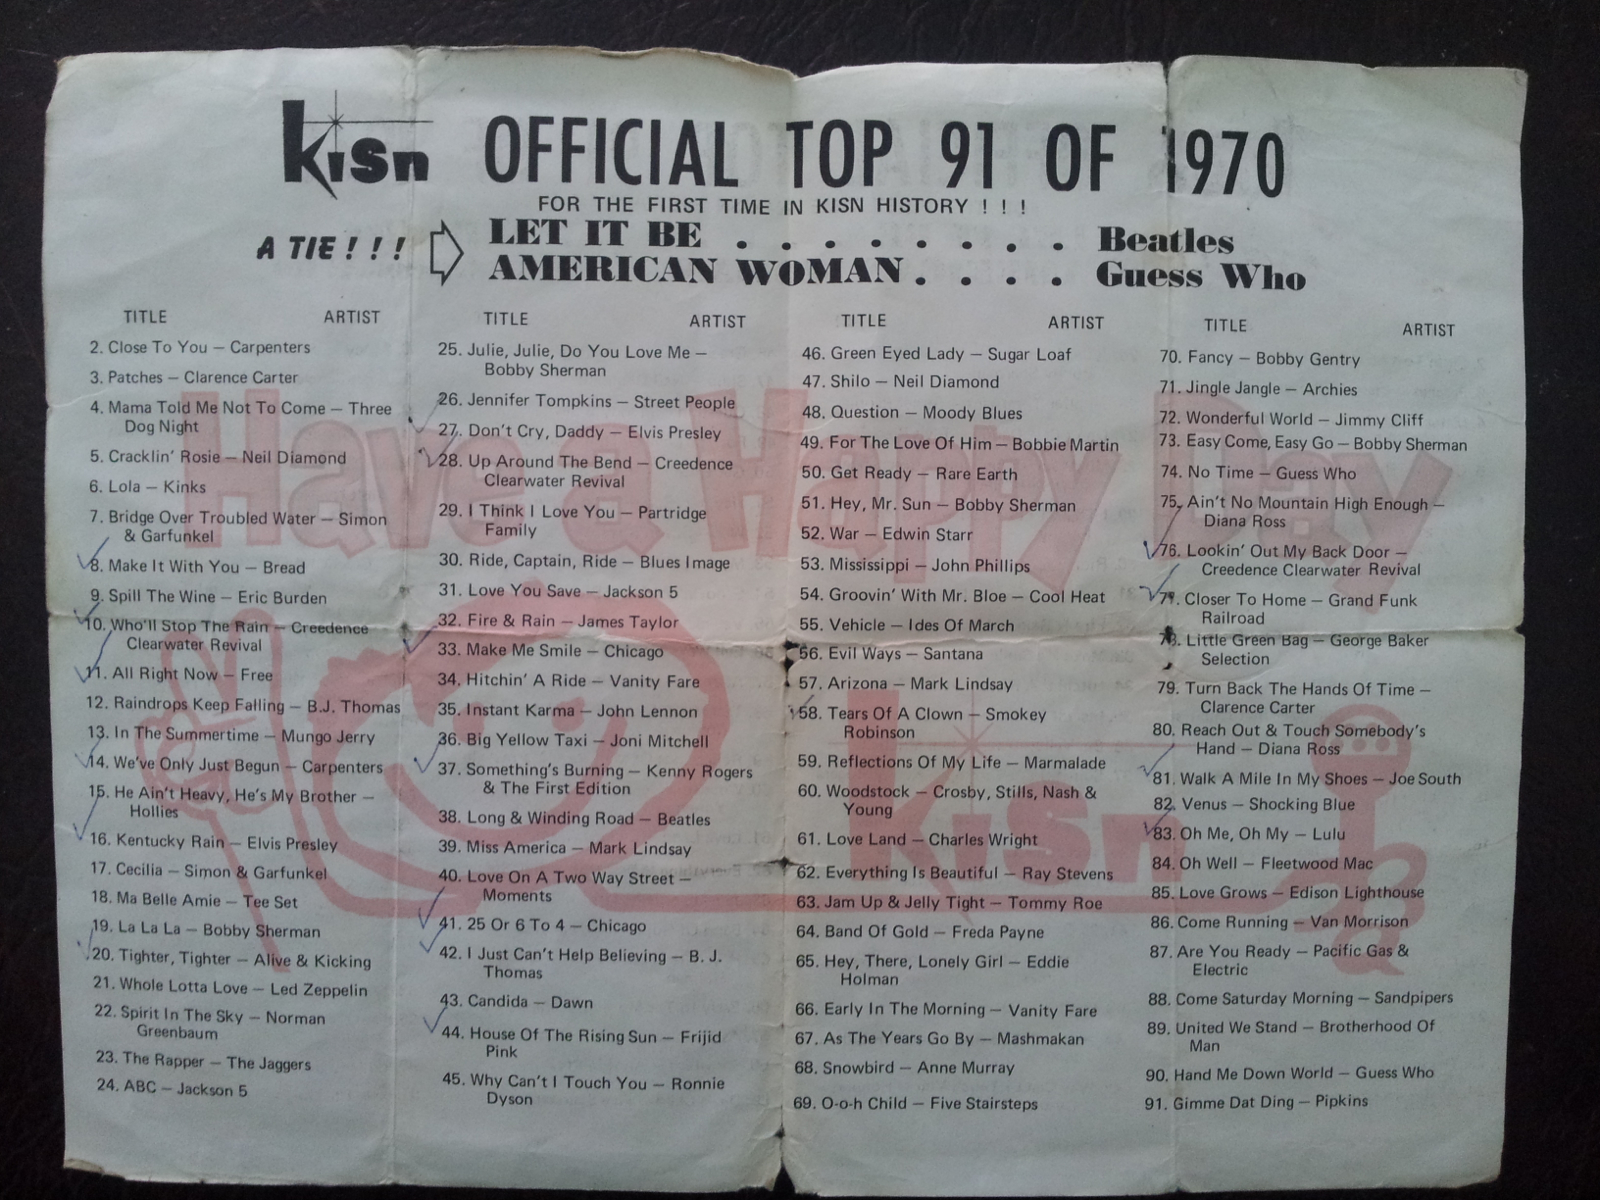 kisn OFFICIAL TOP 91 OF 1970
FOR THE FIRST TIME IN KISN HISTORY ! ! !
A TIE ! ! !
LET IT BE . . . . . . . . Beatles
AMERICAN WOMAN . . . . Guess Who
TITLE ARTIST
2. Close To You — Carpenters
3. Patches — Clarence Carter
4. Mama Told Me Not To Come — Three
Dog Night
5. Cracklin' Rosie — Neil Diamond
6. Lola — Kinks
7. Bridge Over Troubled Water — Simon
& Garfunkel
8. Make It With You — Bread
9. Spill The Wine — Eric Burden
10. Who'll Stop The Rain — Creedence
Clearwater Revival
11. All Right Now — Free
12. Raindrops Keep Falling — B.J. Thomas
13. In The Summertime — Mungo Jerry
14. We've Only Just Begun — Carpenters
15. He Ain't Heavy, He's My Brother —
Hollies
16. Kentucky Rain — Elvis Presley
17. Cecilia — Simon & Garfunkel
18. Ma Belle Amie — Tee Set
19. La La La — Bobby Sherman
20. Tighter, Tighter — Alive & Kicking
21. Whole Lotta Love — Led Zeppelin
22. Spirit In The Sky — Norman
Greenbaum
23. The Rapper — The Jaggers
24. ABC — Jackson 5
TITLE ARTIST
25. Julie, Julie, Do You Love Me —
Bobby Sherman
26. Jennifer Tompkins — Street People
27. Don't Cry, Daddy — Elvis Presley
28. Up Around The Bend — Creedence
Clearwater Revival
29. I Think I Love You — Partridge
Family
30. Ride, Captain, Ride — Blues Image
31. Love You Save — Jackson 5
32. Fire & Rain — James Taylor
33. Make Me Smile — Chicago
34. Hitchin' A Ride — Vanity Fare
35. Instant Karma — John Lennon
36. Big Yellow Taxi — Joni Mitchell
37. Something's Burning — Kenny Rogers
& The First Edition
38. Long & Winding Road — Beatles
39. Miss America — Mark Lindsay
40. Love On A Two Way Street —
Moments
41. 25 Or 6 To 4 — Chicago
42. I Just Can't Help Believing — B. J.
Thomas
43. Candida — Dawn
44. House Of The Rising Sun — Frijid
Pink
45. Why Can't I Touch You — Ronnie
Dyson
TITLE ARTIST
46. Green Eyed Lady — Sugar Loaf
47. Shilo — Neil Diamond
48. Question — Moody Blues
49. For The Love Of Him — Bobbie Martin
50. Get Ready — Rare Earth
51. Hey, Mr. Sun — Bobby Sherman
52. War — Edwin Starr
53. Mississippi — John Phillips
54. Groovin' With Mr. Bloe — Cool Heat
55. Vehicle — Ides Of March
56. Evil Ways — Santana
57. Arizona — Mark Lindsay
58. Tears Of A Clown — Smokey
Robinson
59. Reflections Of My Life — Marmalade
60. Woodstock — Crosby, Stills, Nash &
Young
61. Love Land — Charles Wright
62. Everything Is Beautiful — Ray Stevens
63. Jam Up & Jelly Tight — Tommy Roe
64. Band Of Gold — Freda Payne
65. Hey, There, Lonely Girl — Eddie
Holman
66. Early In The Morning — Vanity Fare
67. As The Years Go By — Mashmakan
68. Snowbird — Anne Murray
69. O-o-h Child — Five Stairsteps
TITLE ARTIST
70. Fancy — Bobby Gentry
71. Jingle Jangle — Archies
72. Wonderful World — Jimmy Cliff
73. Easy Come, Easy Go — Bobby Sherman
74. No Time — Guess Who
75. Ain't No Mountain High Enough —
Diana Ross
76. Lookin' Out My Back Door —
Creedence Clearwater Revival
77. Closer To Home — Grand Funk
Railroad
78. Little Green Bag — George Baker
Selection
79. Turn Back The Hands Of Time —
Clarence Carter
80. Reach Out & Touch Somebody's
Hand — Diana Ross
81. Walk A Mile In My Shoes — Joe South
82. Venus — Shocking Blue
83. Oh Me, Oh My — Lulu
84. Oh Well — Fleetwood Mac
85. Love Grows — Edison Lighthouse
86. Come Running — Van Morrison
87. Are You Ready — Pacific Gas &
Electric
88. Come Saturday Morning — Sandpipers
89. United We Stand — Brotherhood Of
Man
90. Hand Me Down World — Guess Who
91. Gimme Dat Ding — Pipkins
Have a Happy Day
kisn